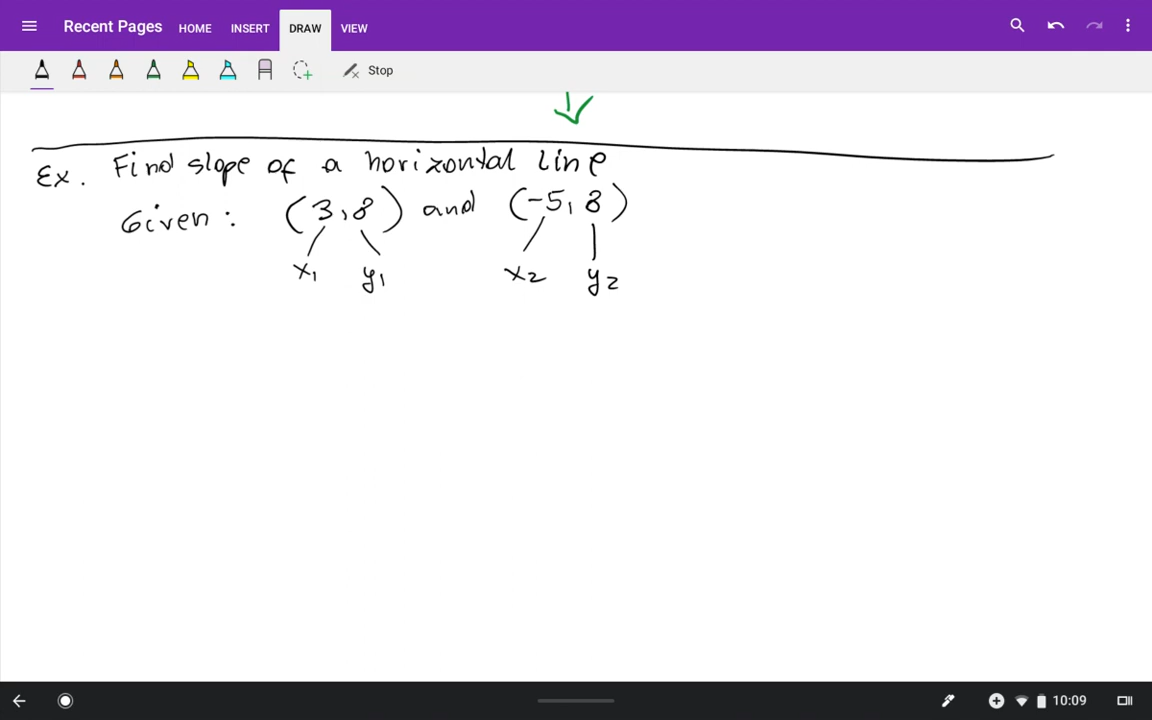 Recent Pages HOME INSERT DRAW VIEW
Stop
Ex. Find slope of a horizontal line
Given: (3,8) and (-5, 8)
x1 y1 x2 y2
10:09